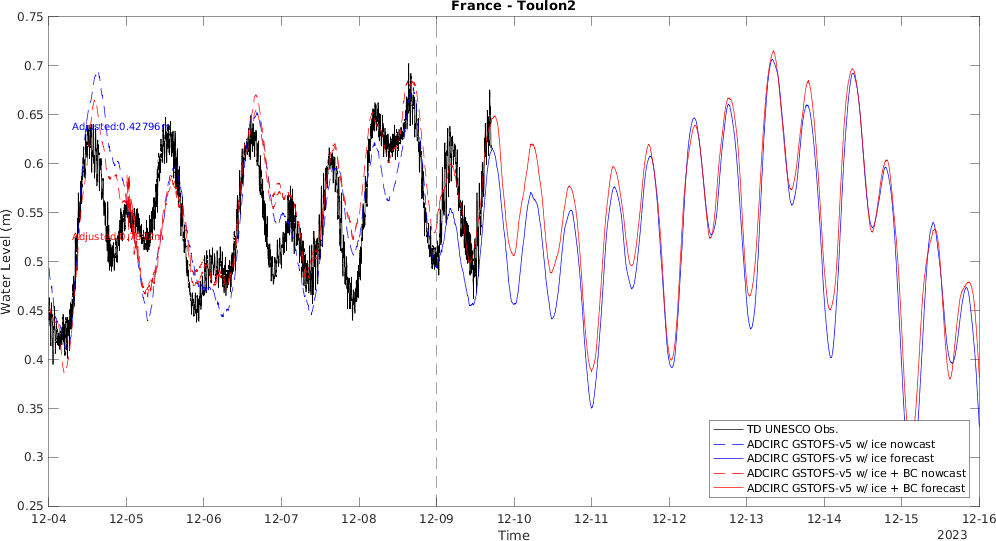 France - Toulon2
0.75
0.7
0.65
0.6
0.55
0.5
0.45
0.4
0.35
0.3
0.25
Water Level (m)
Adjusted:0.42796
TD UNESCO Obs.
ADCIRC GSTOFS-v5 w/ ice nowcast
ADCIRC GSTOFS-v5 w/ ice forecast
ADCIRC GSTOFS-v5 w/ ice + BC nowcast
ADCIRC GSTOFS-v5 w/ ice + BC forecast
12-04 12-05 12-06 12-07 12-08 12-09 12-10 12-11 12-12 12-13 12-14 12-15 12-16
Time
2023